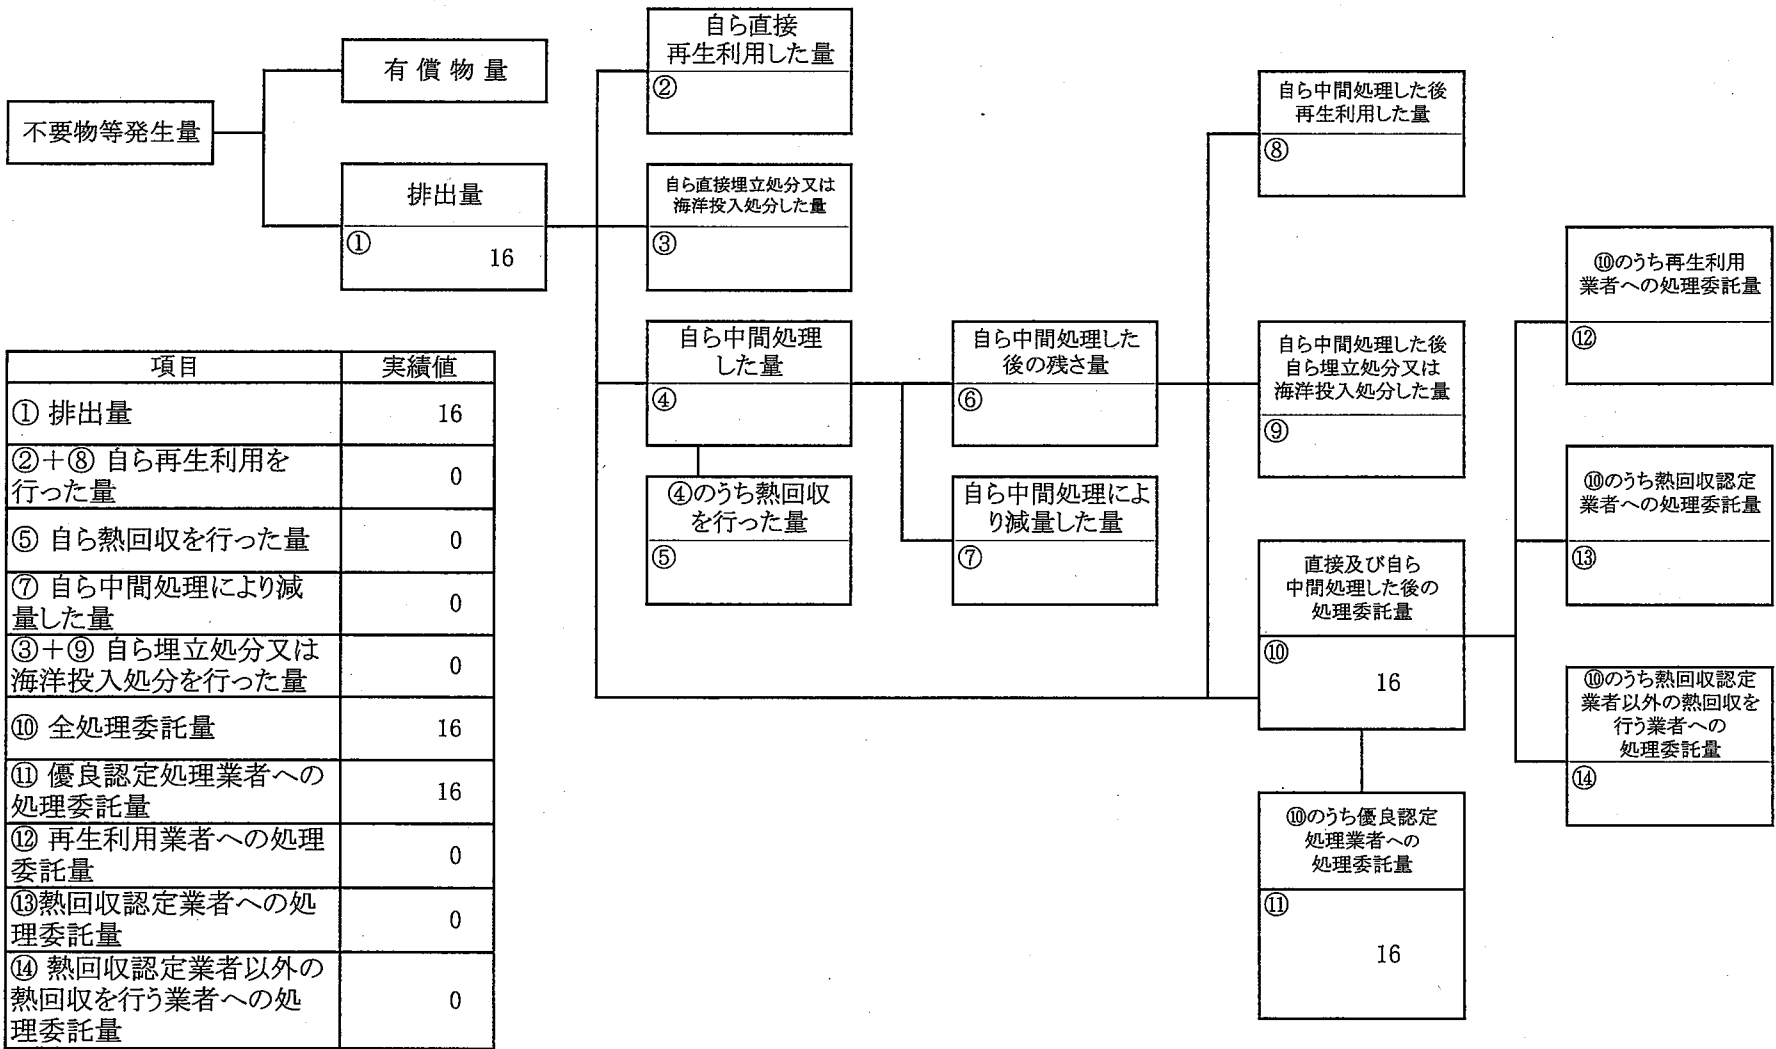 不要物等発生量
有償物量
排出量
①
16
自ら直接
再生利用した量
②
自ら直接埋立処分又は
海洋投入処分した量
③
自ら中間処理
した量
④
④のうち熱回収
を行った量
⑤
自ら中間処理した
後の残さ量
⑥
自ら中間処理によ
り減量した量
⑦
自ら中間処理した後
再生利用した量
⑧
自ら中間処理した後
自ら埋立処分又は
海洋投入処分した量
⑨
直接及び自ら
中間処理した後の
処理委託量
⑩
16
⑩のうち優良認定
処理業者への
処理委託量
⑪
16
⑩のうち再生利用
業者への処理委託量
⑫
⑩のうち熱回収認定
業者への処理委託量
⑬
⑩のうち熱回収認定
業者以外の熱回収を
行う業者への
処理委託量
⑭
項目 実績値
① 排出量 16
②+⑧ 自ら再生利用を
行った量 0
⑤ 自ら熱回収を行った量 0
⑦ 自ら中間処理により減
量した量 0
③+⑨ 自ら埋立処分又は
海洋投入処分を行った量 0
⑩ 全処理委託量 16
⑪ 優良認定処理業者への
処理委託量 16
⑫ 再生利用業者への処理
委託量 0
⑬熱回収認定業者への処
理委託量 0
⑭ 熱回収認定業者以外の
熱回収を行う業者への処
理委託量 0